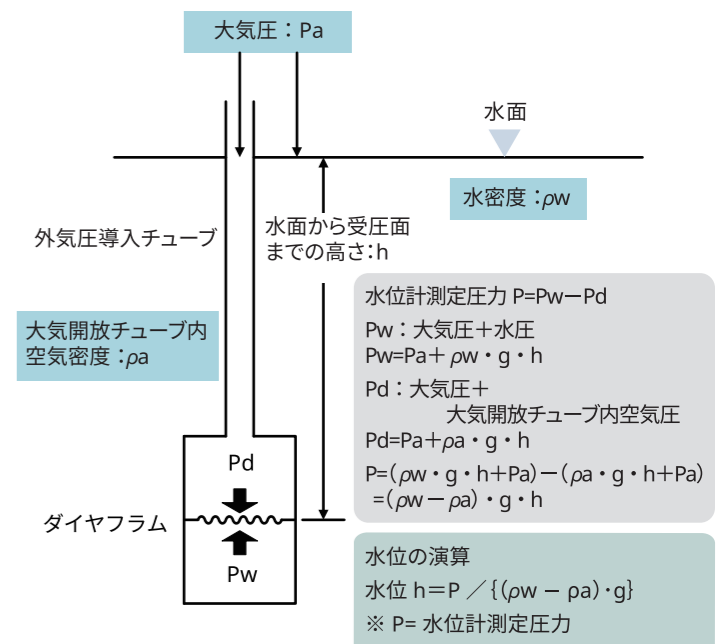 大気圧：Pa
水面
水密度：ρw
外気圧導入チューブ
水面から受圧面
までの高さ：h
大気開放チューブ内
空気密度：ρa
水位計測定圧力 P=Pw−Pd
Pw：大気圧＋水圧
Pw=Pa＋ρw・g・h
Pd：大気圧＋
大気開放チューブ内空気圧
Pd=Pa＋ρa・g・h
P=(ρw・g・h＋Pa)−(ρa・g・h＋Pa)
=(ρw−ρa)・g・h
Pd
ダイヤフラム
Pw
水位の演算
水位 h＝P ／ {(ρw − ρa)・g}
※ P= 水位計測定圧力